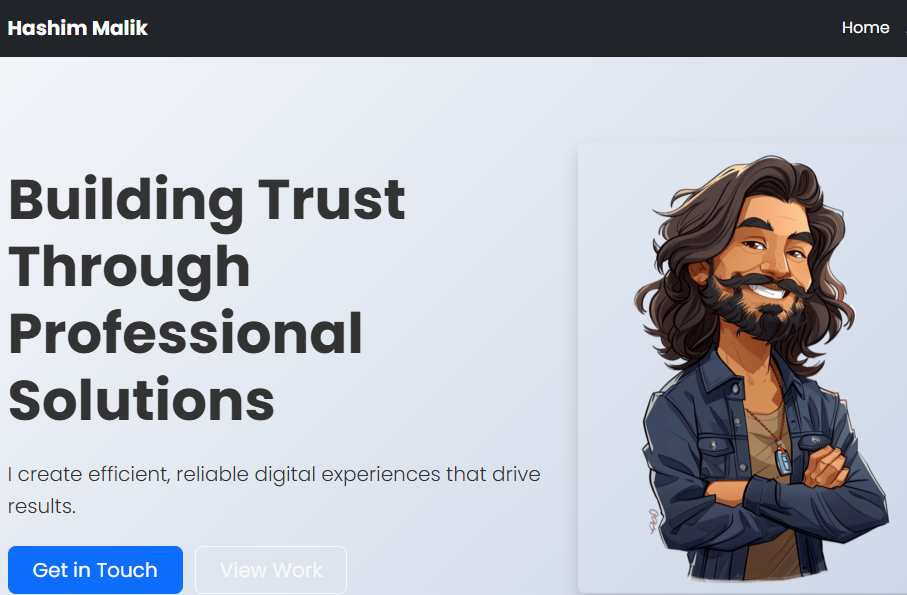 Hashim Malik
Home
Building Trust
Through
Professional
Solutions
I create efficient, reliable digital experiences that drive
results.
Get in Touch
View Work